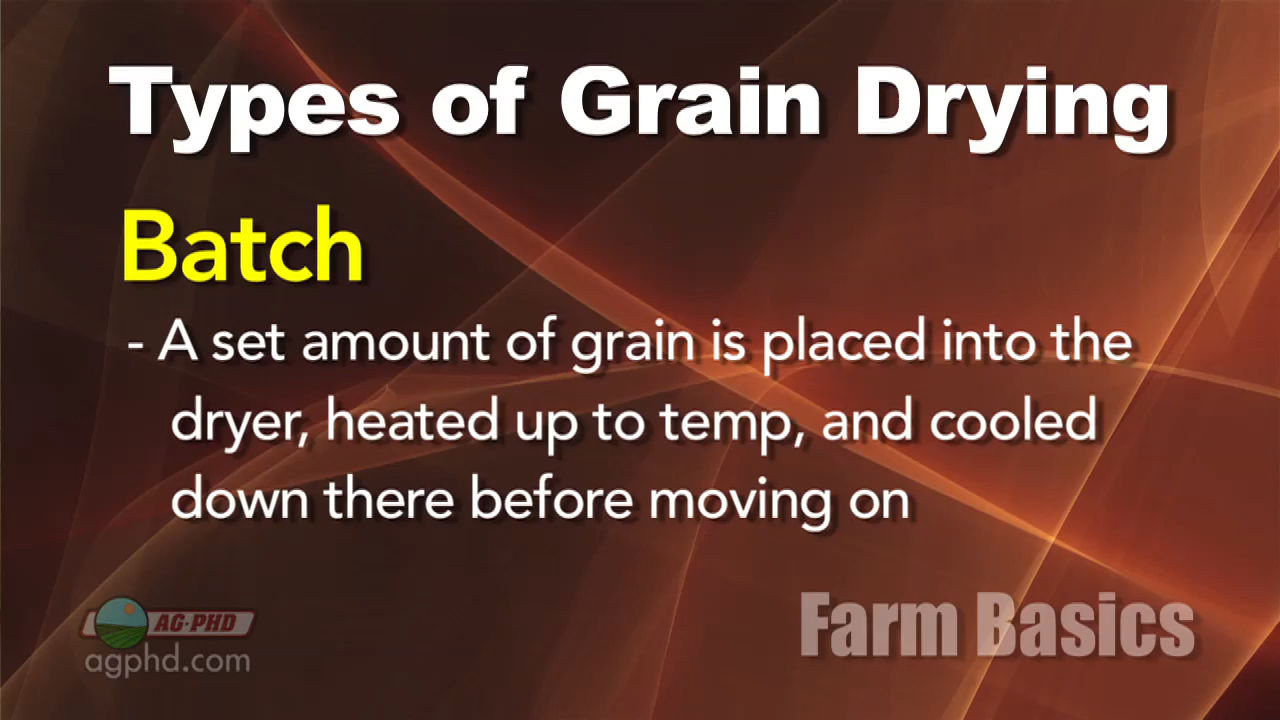 Types of Grain Drying
Batch
- A set amount of grain is placed into the
dryer, heated up to temp, and cooled
down there before moving on
AG·PHD
agphd.com
Farm Basics